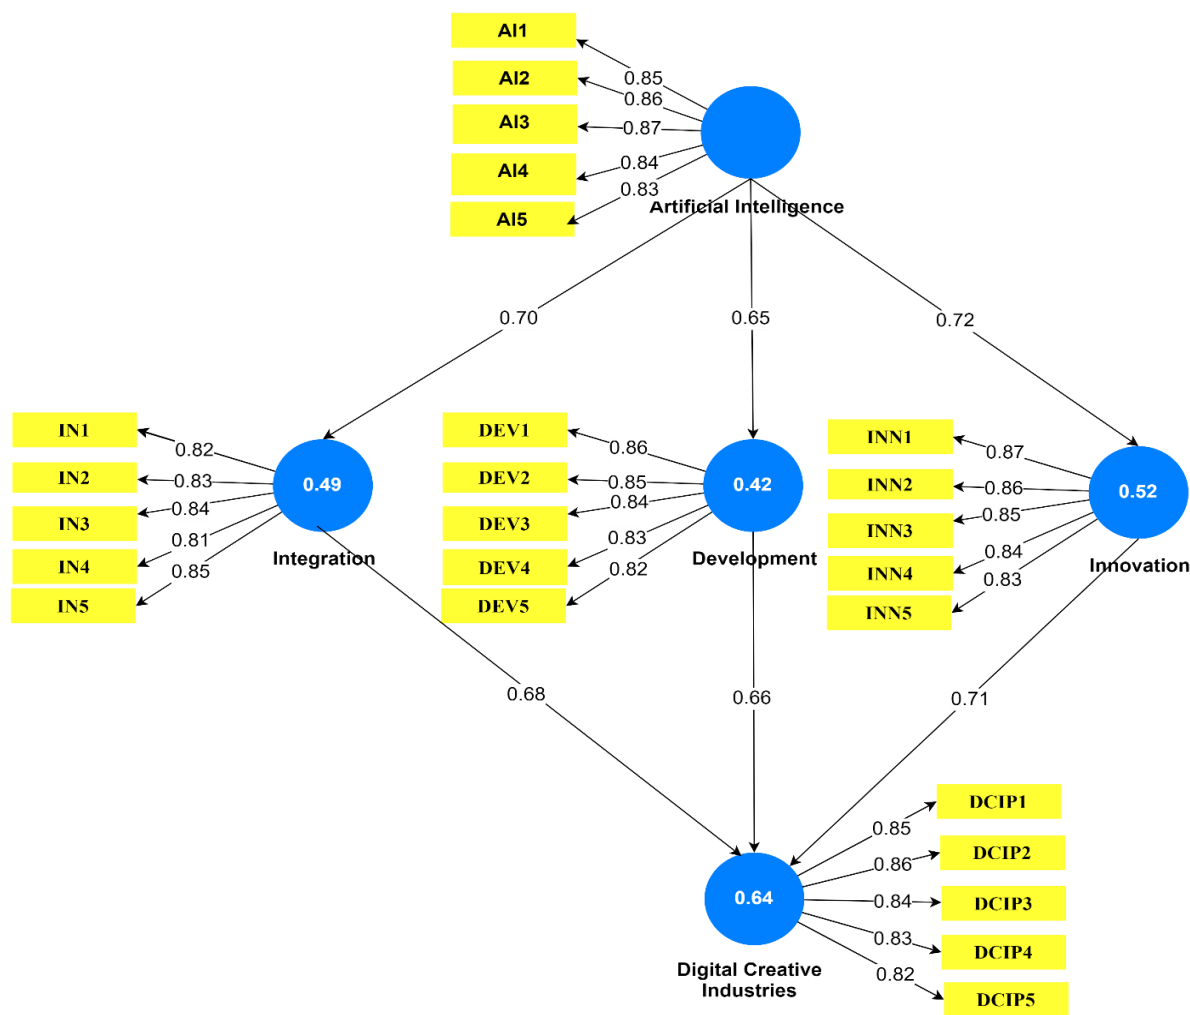 AI1
0.85
AI2
0.86
AI3
0.87
AI4
0.84
AI5
0.83
Artificial Intelligence
0.70
0.65
0.72
IN1
0.82
IN2
0.83
IN3
0.84
IN4
0.81
IN5
0.85
0.49
Integration
DEV1
0.86
DEV2
0.85
DEV3
0.84
DEV4
0.83
DEV5
0.82
0.42
Development
INN1
0.87
INN2
0.86
INN3
0.85
INN4
0.84
INN5
0.83
0.52
Innovation
0.68
0.66
0.71
0.64
Digital Creative
Industries
DCIP1
0.85
DCIP2
0.86
DCIP3
0.84
DCIP4
0.83
DCIP5
0.82